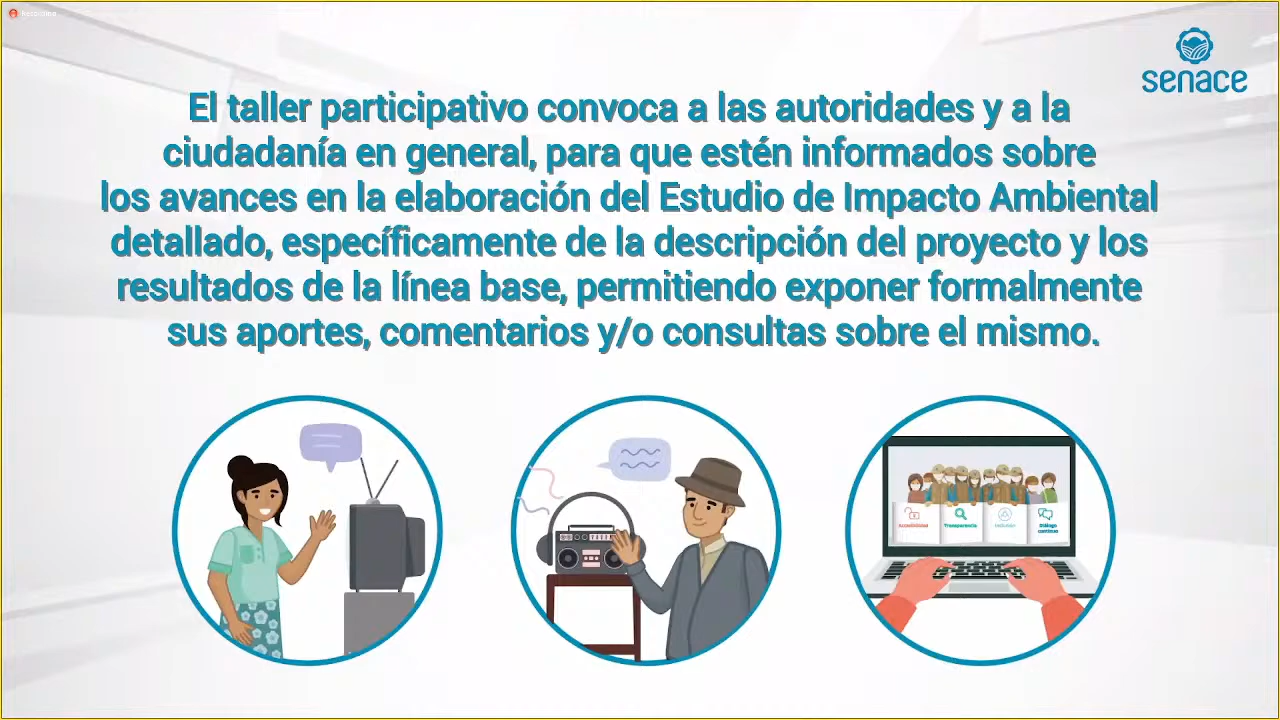 senace
El taller participativo convoca a las autoridades y a la
ciudadanía en general, para que estén informados sobre
los avances en la elaboración del Estudio de Impacto Ambiental
detallado, específicamente de la descripción del proyecto y los
resultados de la línea base, permitiendo exponer formalmente
sus aportes, comentarios y/o consultas sobre el mismo.
Accesibilidad
Transparencia
Inclusión
Diálogo
continuo